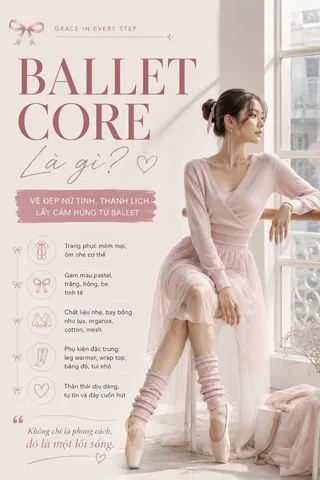 GRACE IN EVERY STEP
BALLET
CORE
Là gì?
VẺ ĐẸP NỮ TÍNH, THANH LỊCH
LẤY CẢM HỨNG TỪ BALLET
Trang phục mềm mại,
ôm nhẹ cơ thể
Gam màu pastel,
trắng, hồng, be
tinh tế
Chất liệu nhẹ, bay bổng
như lụa, organza,
cotton, mesh
Phụ kiện đặc trưng:
leg warmer, wrap top,
băng đô, túi nhỏ
Thần thái dịu dàng,
tự tin và đầy cuốn hút
“
Không chỉ là phong cách,
đó là một lối sống.